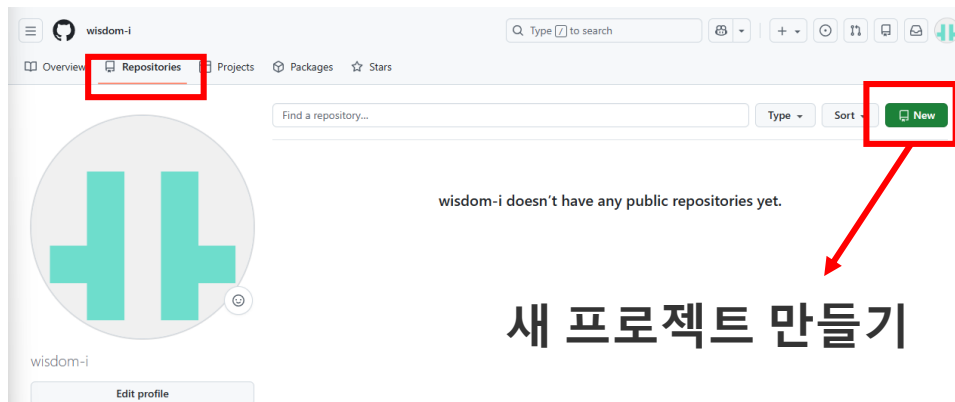 wisdom-i
Type / to search
Overview Repositories Projects Packages Stars
Find a repository...
Type Sort New
wisdom-i doesn't have any public repositories yet.
새 프로젝트 만들기
wisdom-i
Edit profile